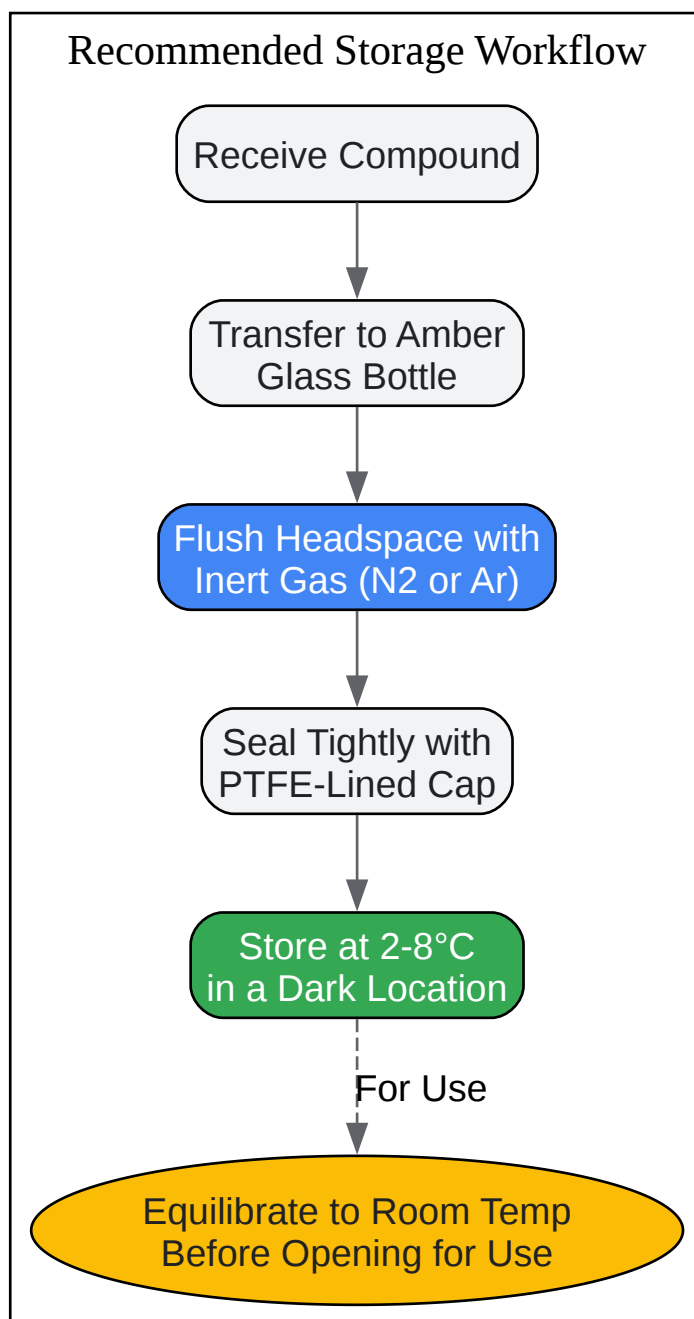 Recommended Storage Workflow
Receive Compound
Transfer to Amber
Glass Bottle
Flush Headspace with
Inert Gas (N2 or Ar)
Seal Tightly with
PTFE-Lined Cap
Store at 2-8°C
in a Dark Location
For Use
Equilibrate to Room Temp
Before Opening for Use